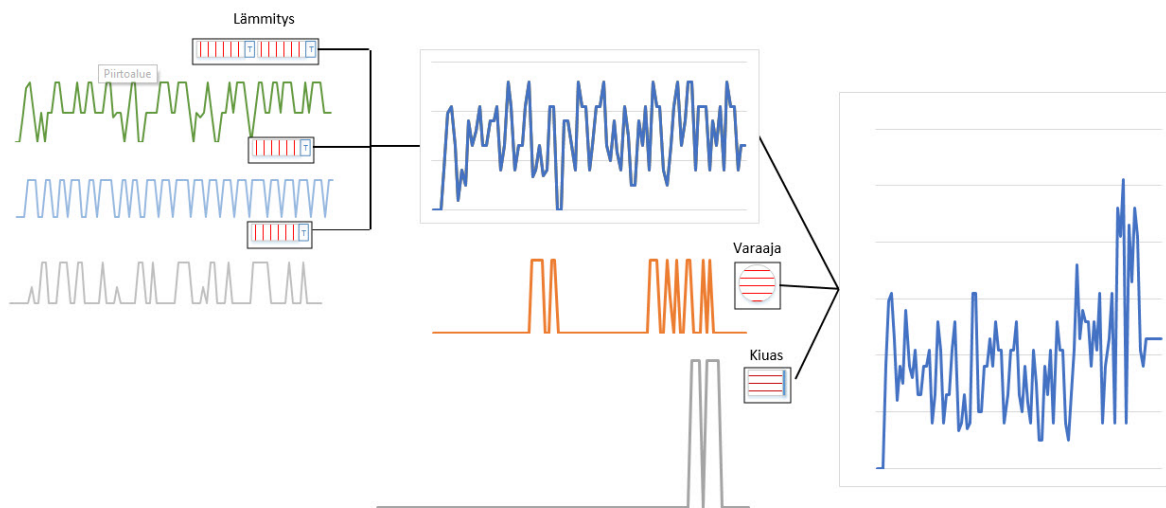 Lämmitys
T
T
Piirtoalue
T
T
Varaaja
Kiuas